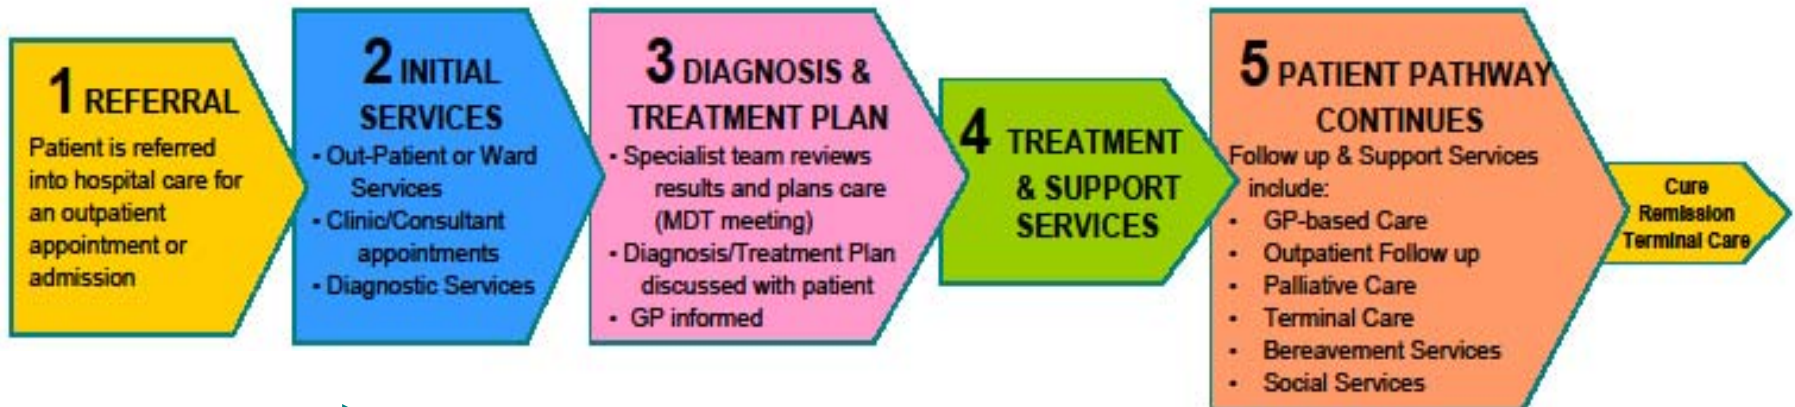 1 REFERRAL
Patient is referred
into hospital care for
an outpatient
appointment or
admission
2 INITIAL
SERVICES
• Out-Patient or Ward
Services
• Clinic/Consultant
appointments
• Diagnostic Services
3 DIAGNOSIS &
TREATMENT PLAN
• Specialist team reviews
results and plans care
(MDT meeting)
• Diagnosis/Treatment Plan
discussed with patient
• GP informed
4 TREATMENT
& SUPPORT
SERVICES
5 PATIENT PATHWAY
CONTINUES
Follow up & Support Services
include:
• GP-based Care
• Outpatient Follow up
• Palliative Care
• Terminal Care
• Bereavement Services
• Social Services
Cure
Remission
Terminal Care